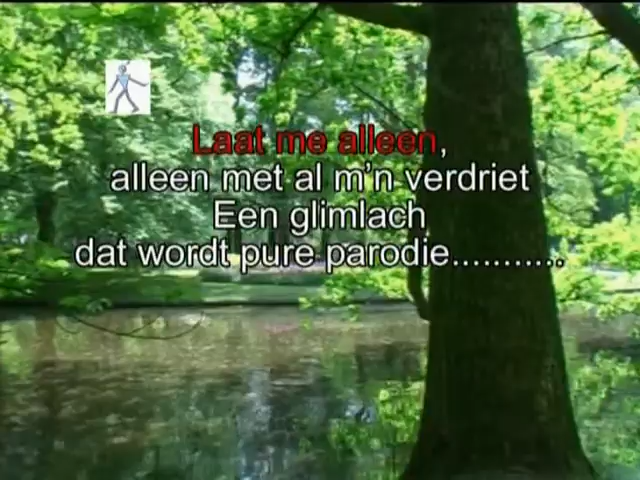 Laat me alleen,
alleen met al m'n verdriet
Een glimlach
dat wordt pure parodie...........